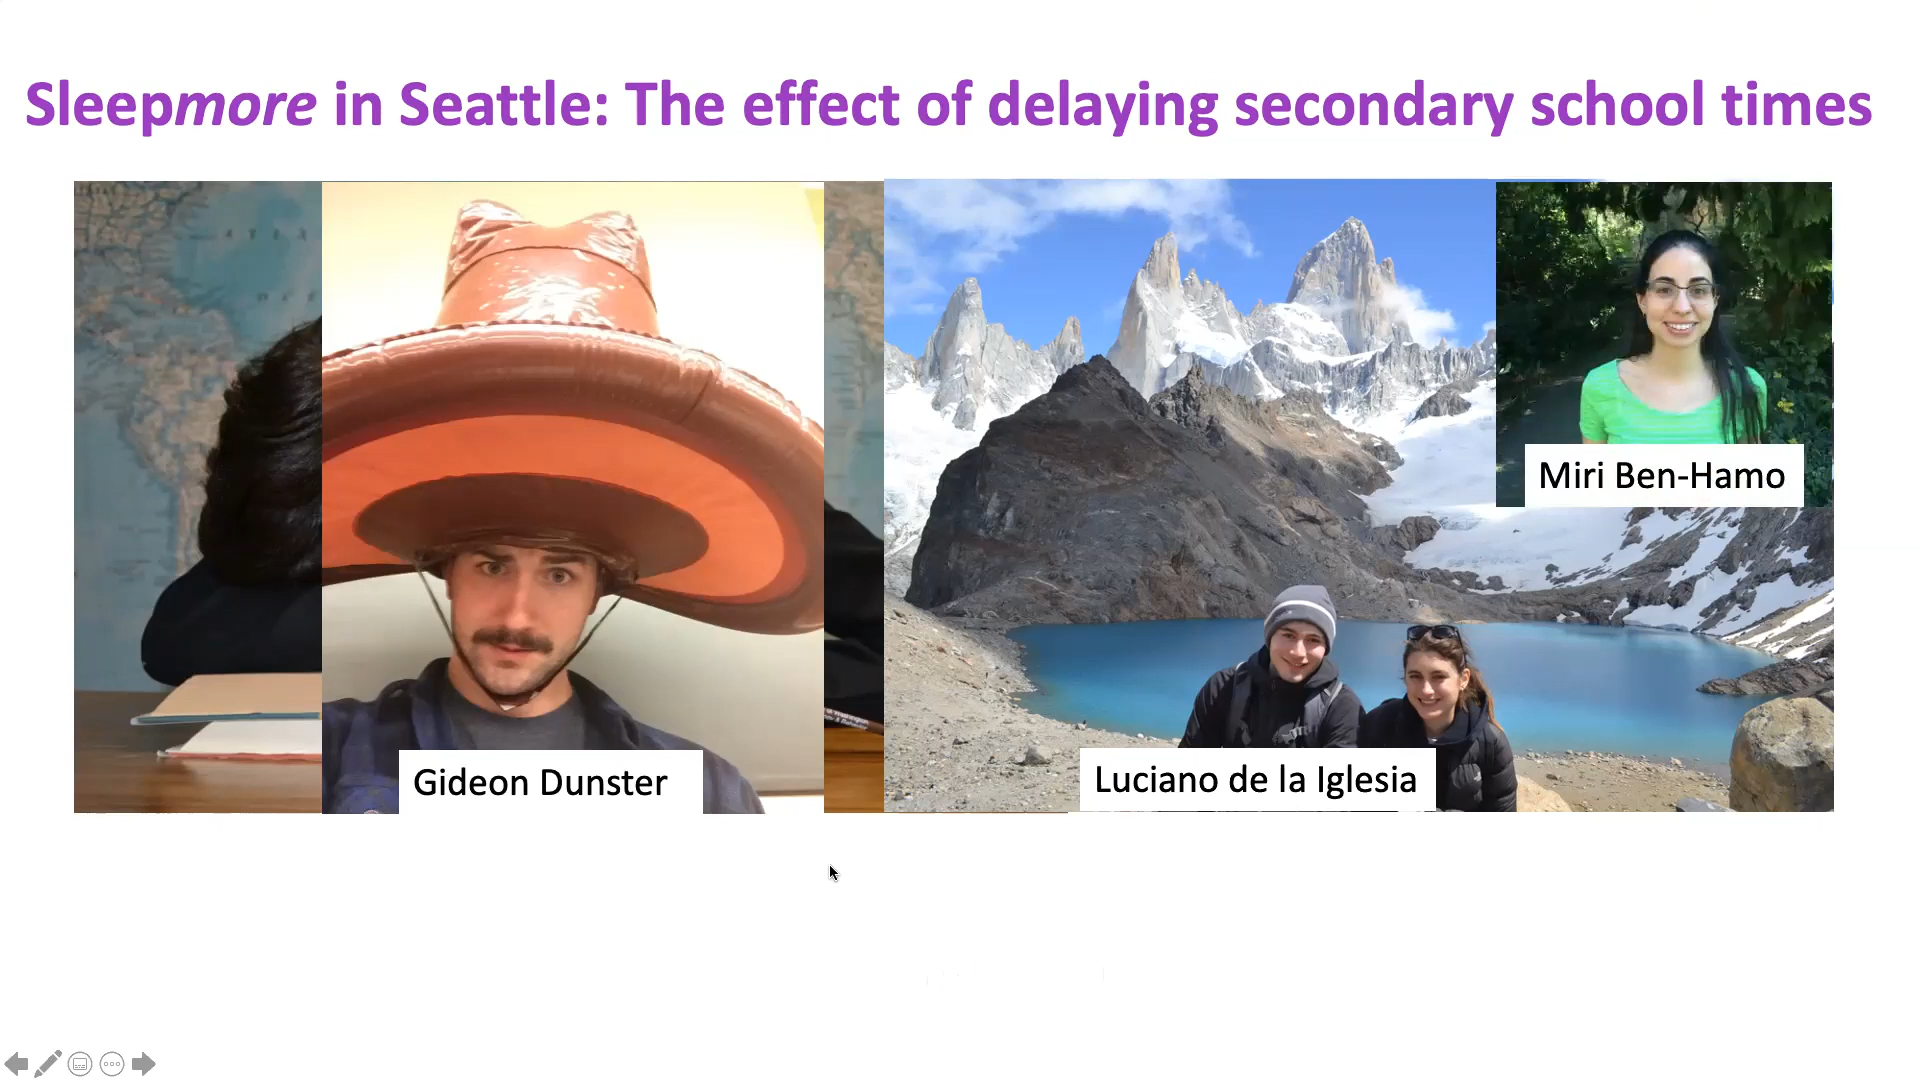 Sleepmore in Seattle: The effect of delaying secondary school times
Miri Ben-Hamo
Gideon Dunster
Luciano de la Iglesia